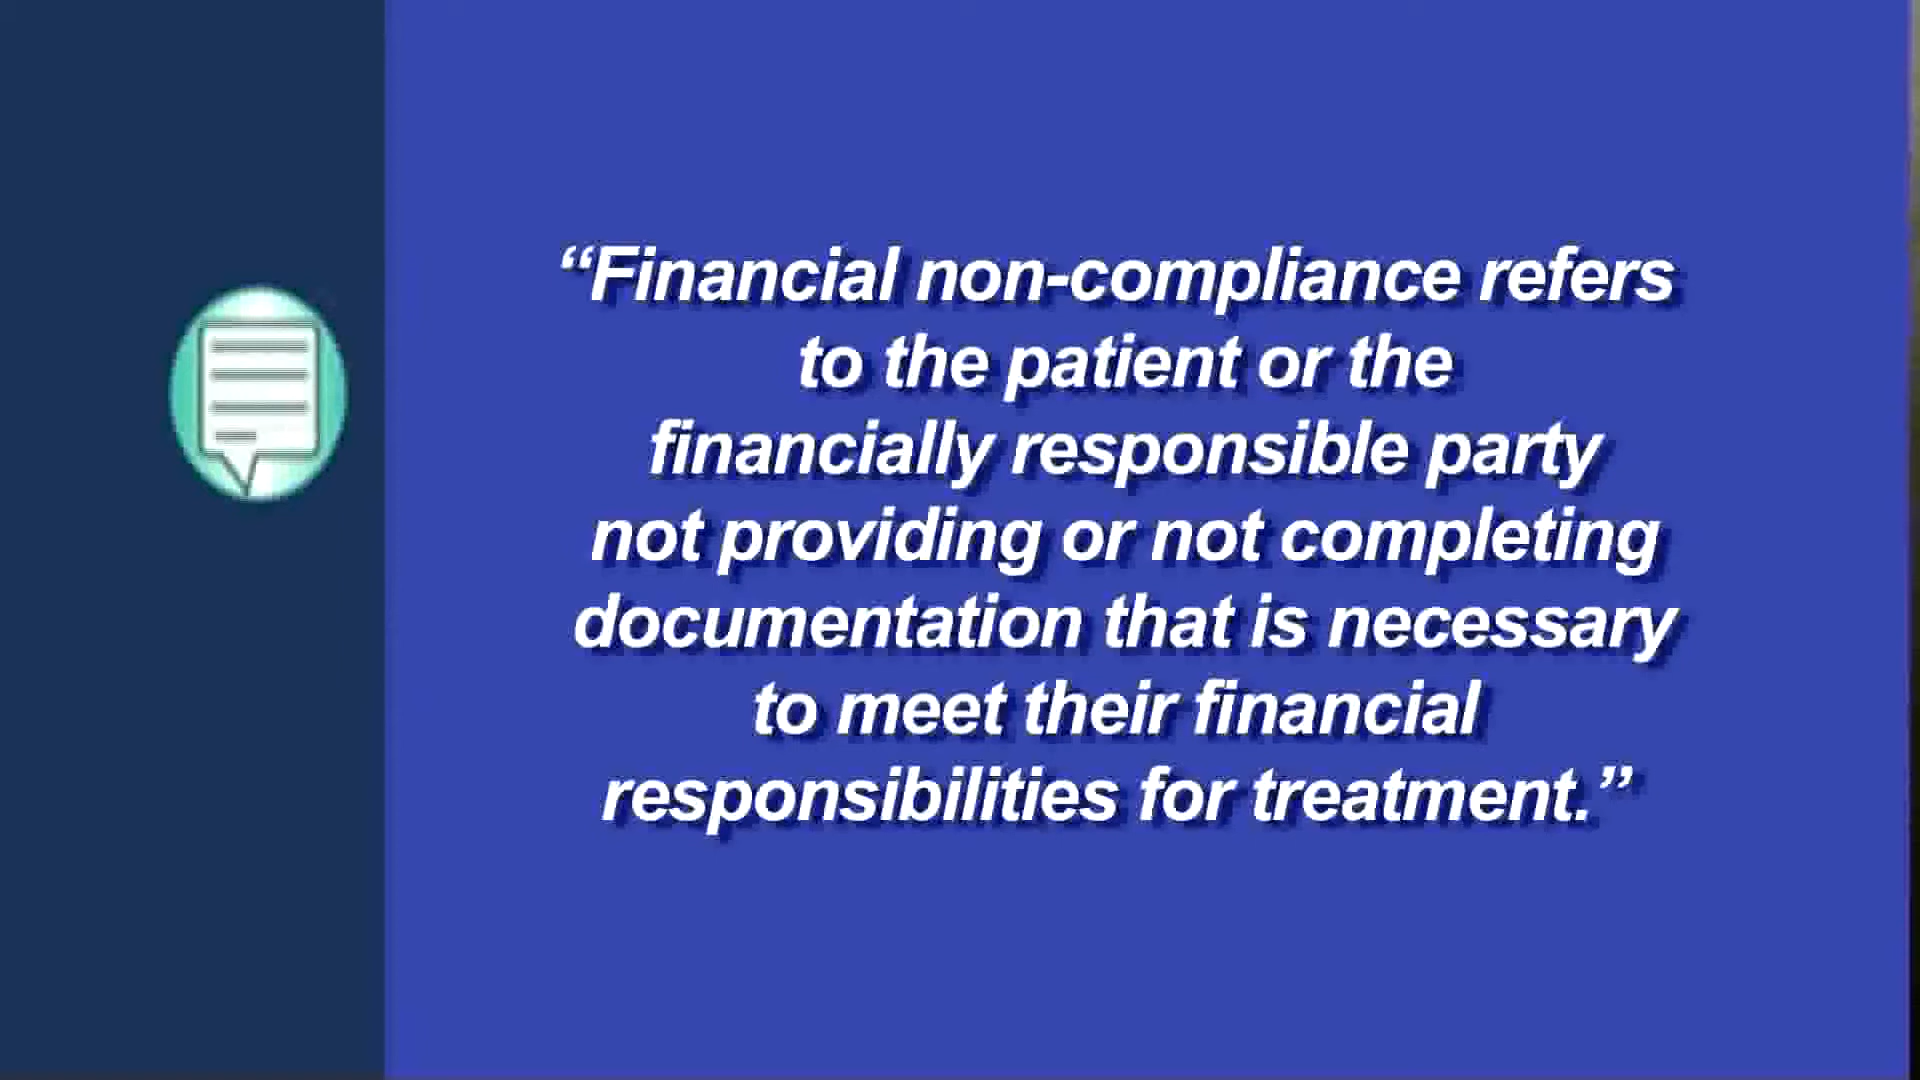 “Financial non-compliance refers
to the patient or the
financially responsible party
not providing or not completing
documentation that is necessary
to meet their financial
responsibilities for treatment.”